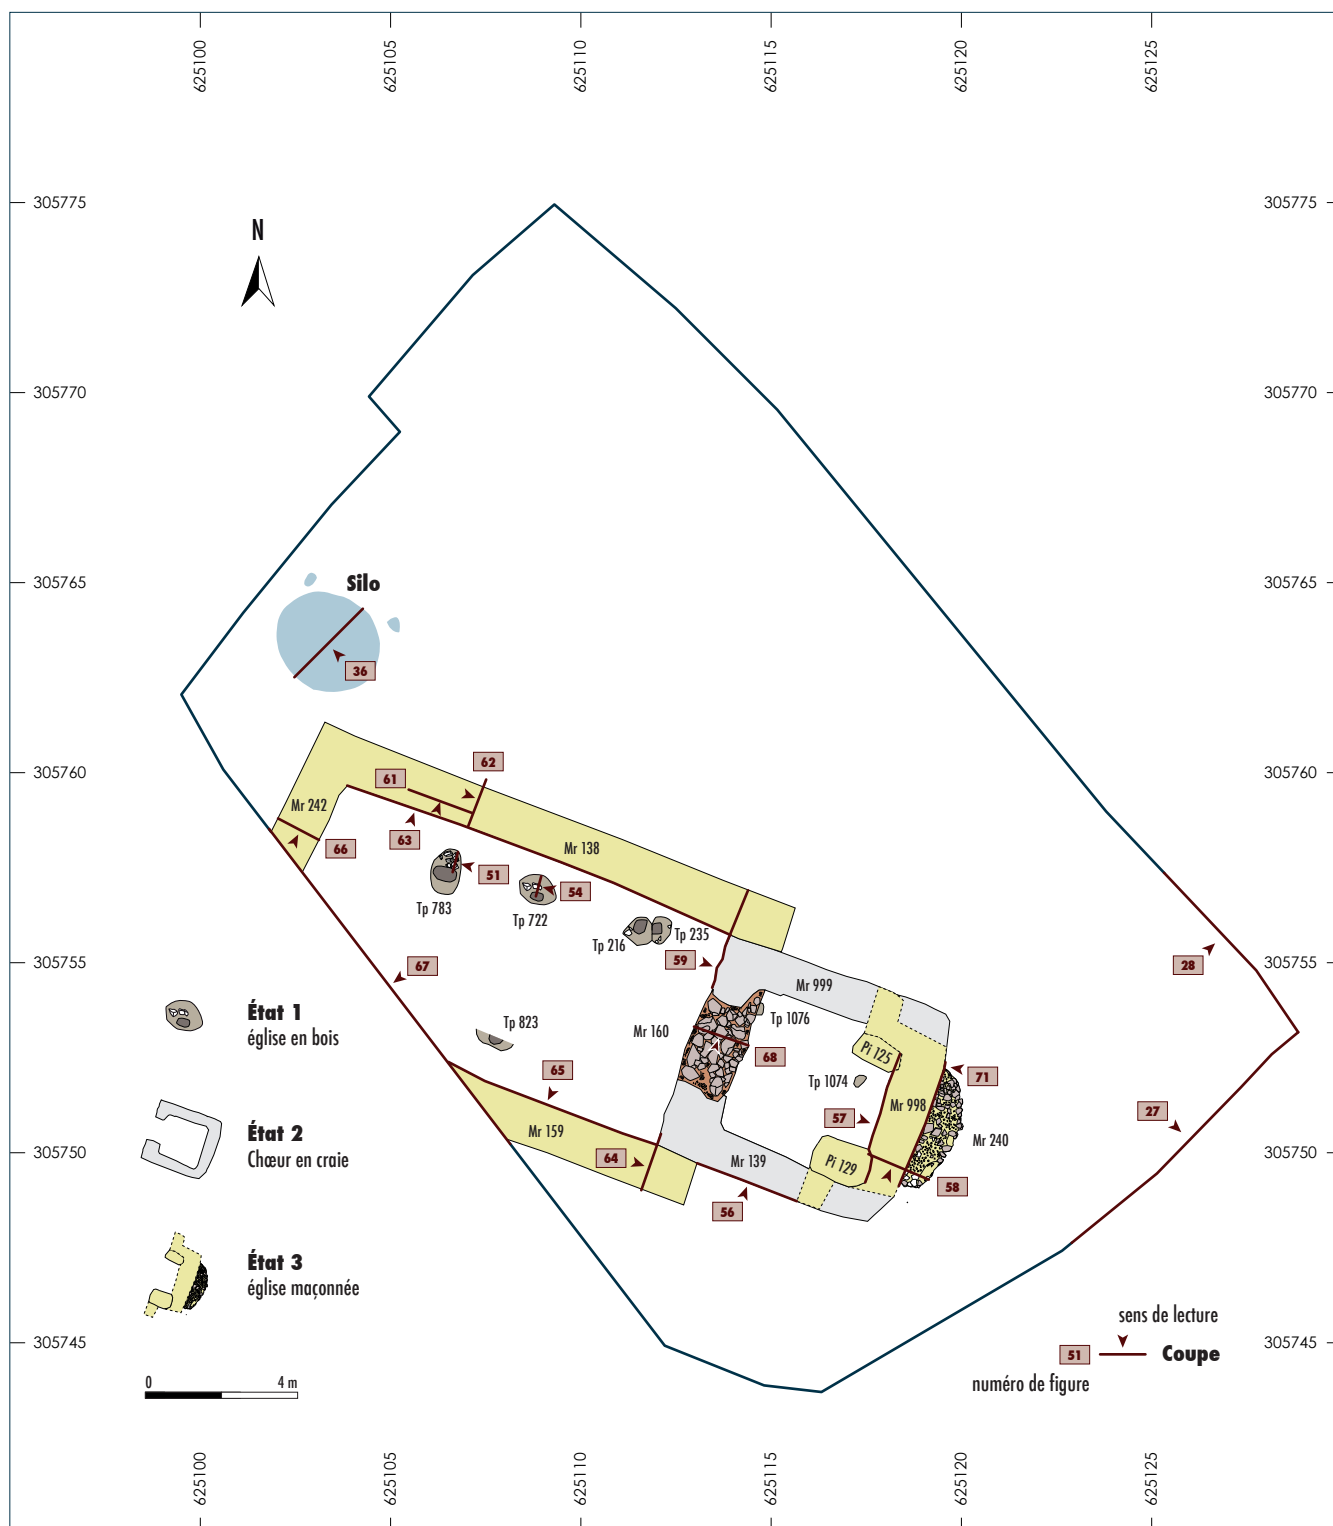 625100
625105
625110
625115
625120
625125
305775
305775
N
305770
305770
305765
305765
Silo
36
305760
305760
62
61
Mr 242
63
66
Mr 138
51
54
Tp 783
Tp 722
Tp 216
Tp 235
305755
305755
67
59
28
Mr 999
État 1
église en bois
Tp 823
Mr 160
Tp 1076
68
Pi 125
65
Tp 1074
71
Mr 998
57
27
Mr 159
Mr 240
305750
305750
État 2
Chœur en craie
64
Mr 139
Pi 129
58
56
État 3
église maçonnée
sens de lecture
305745
305745
51
Coupe
numéro de figure
0
4 m
625100
625105
625110
625115
625120
625125